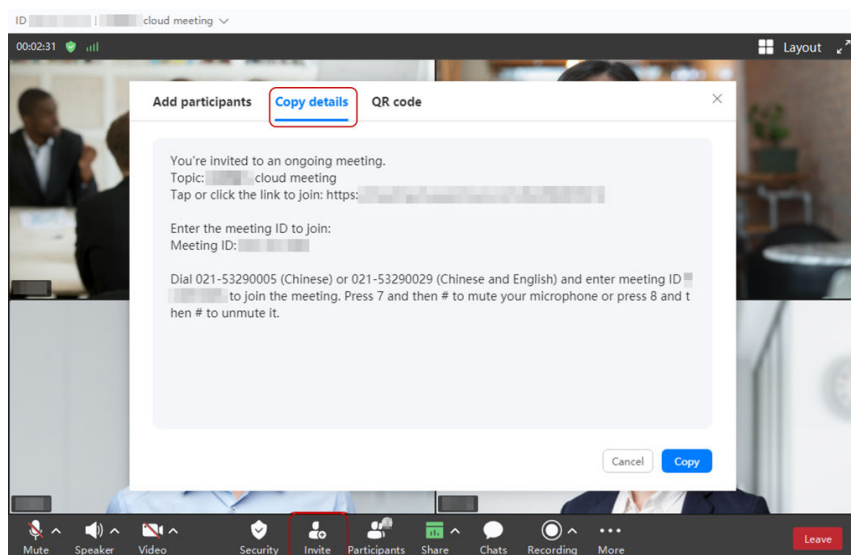 ID
cloud meeting
00:02:31
Layout
Add participants
Copy details
QR code
You're invited to an ongoing meeting.
Topic: cloud meeting
Tap or click the link to join: https:
Enter the meeting ID to join:
Meeting ID:
Dial 021-53290005 (Chinese) or 021-53290029 (Chinese and English) and enter meeting ID
to join the meeting. Press 7 and then # to mute your microphone or press 8 and t
hen # to unmute it.
Cancel
Copy
Mute
Speaker
Video
Security
Invite
Participants
Share
Chats
Recording
More
Leave